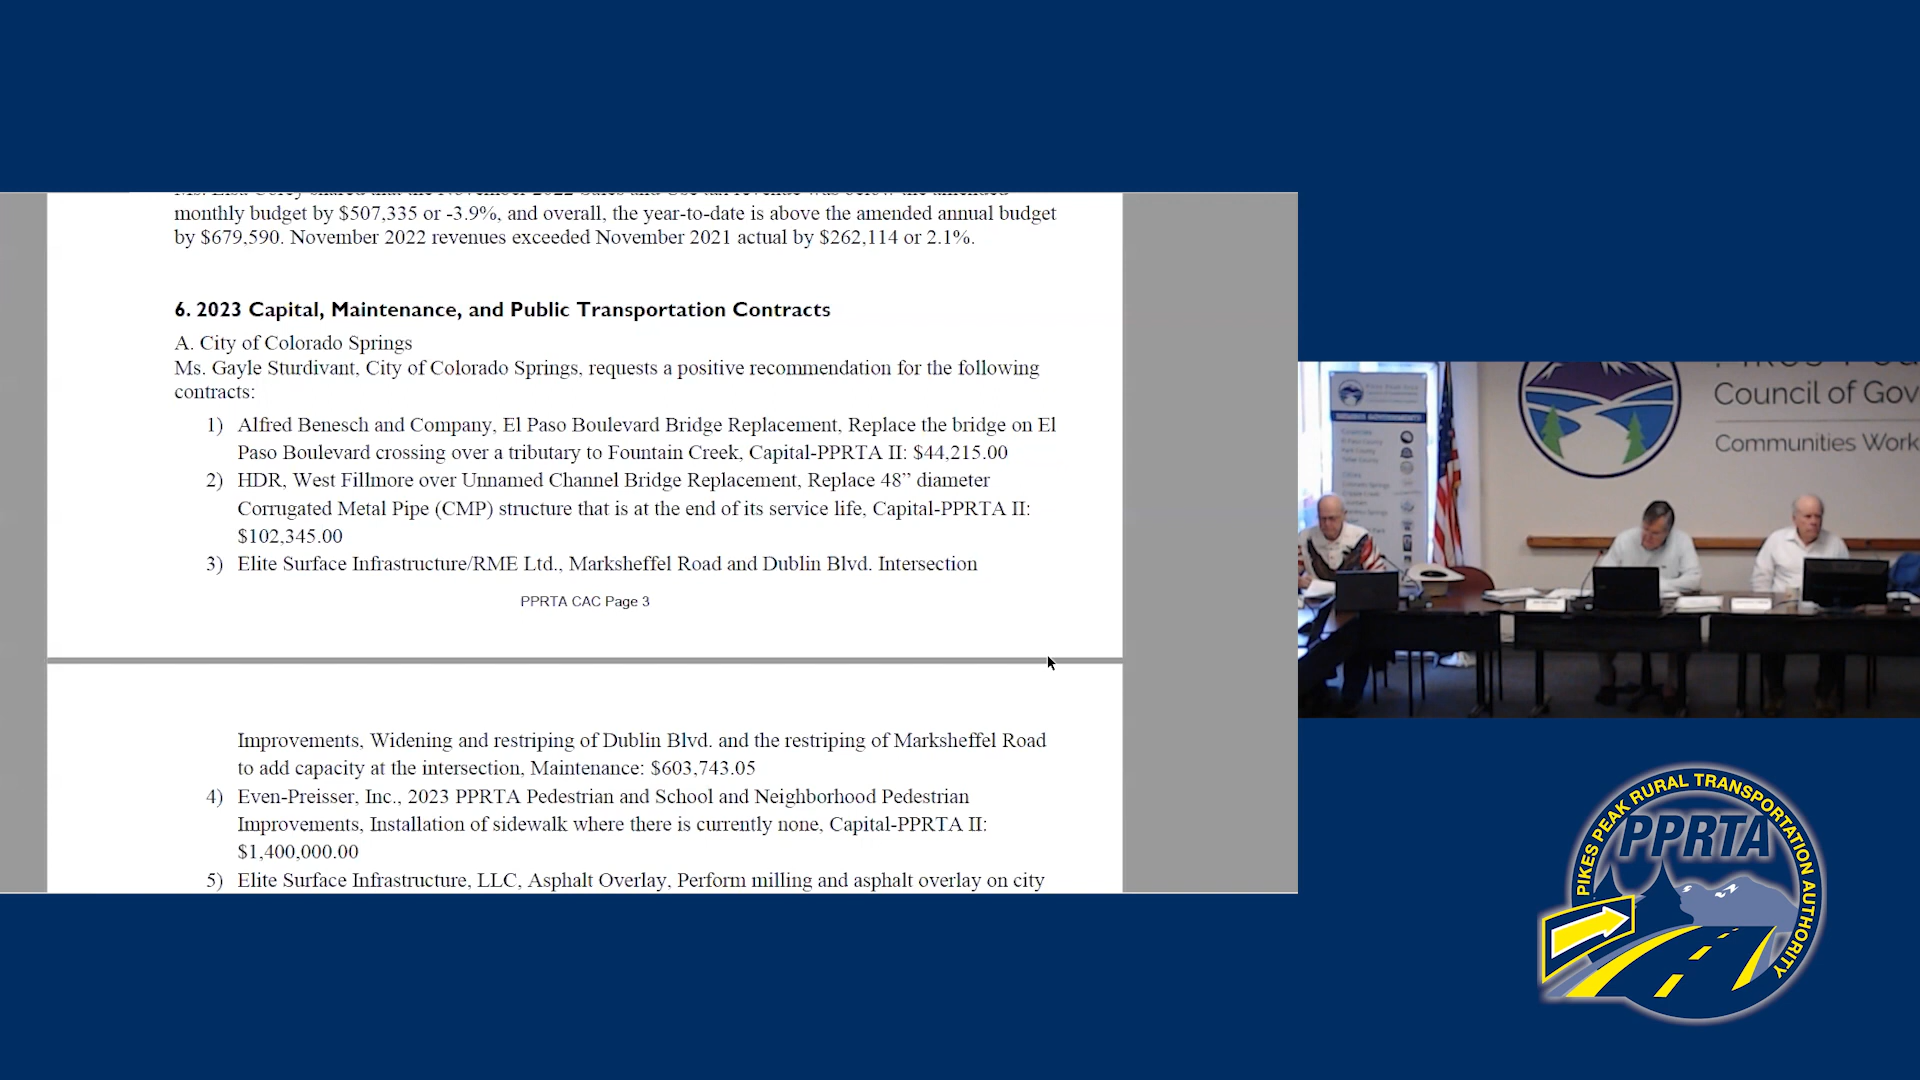 monthly budget by $507,335 or -3.9%, and overall, the year-to-date is above the amended annual budget
by $679,590. November 2022 revenues exceeded November 2021 actual by $262,114 or 2.1%.
6. 2023 Capital, Maintenance, and Public Transportation Contracts
A. City of Colorado Springs
Ms. Gayle Sturdivant, City of Colorado Springs, requests a positive recommendation for the following
contracts:
1) Alfred Benesch and Company, El Paso Boulevard Bridge Replacement, Replace the bridge on El
Paso Boulevard crossing over a tributary to Fountain Creek, Capital-PPRTA II: $44,215.00
2) HDR, West Fillmore over Unnamed Channel Bridge Replacement, Replace 48” diameter
Corrugated Metal Pipe (CMP) structure that is at the end of its service life, Capital-PPRTA II:
$102,345.00
3) Elite Surface Infrastructure/RME Ltd., Marksheffel Road and Dublin Blvd. Intersection
PPRTA CAC Page 3
Improvements, Widening and restriping of Dublin Blvd. and the restriping of Marksheffel Road
to add capacity at the intersection, Maintenance: $603,743.05
4) Even-Preisser, Inc., 2023 PPRTA Pedestrian and School and Neighborhood Pedestrian
Improvements, Installation of sidewalk where there is currently none, Capital-PPRTA II:
$1,400,000.00
5) Elite Surface Infrastructure, LLC, Asphalt Overlay, Perform milling and asphalt overlay on city
Council of Gov
Communities Work
PIKES PEAK RURAL TRANSPORTATION AUTHORITY
PPRTA